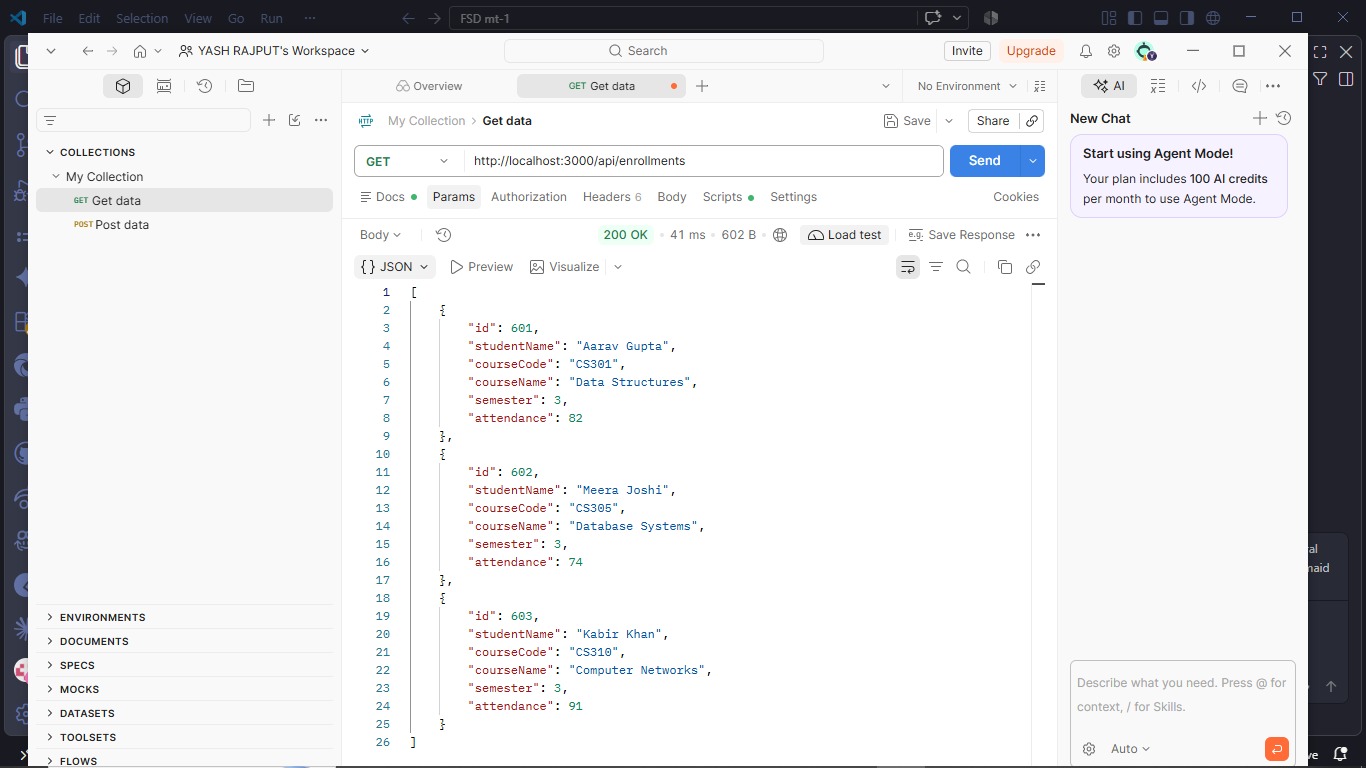 File Edit Selection View Go Run ··· FSD mt-1
YASH RAJPUT's Workspace Search Invite Upgrade
GET Get data
Overview No Environment AI
New Chat
My Collection > Get data Save Share
Start using Agent Mode!
Your plan includes 100 AI credits
per month to use Agent Mode.
COLLECTIONS
My Collection
GET Get data
POST Post data
GET http://localhost:3000/api/enrollments Send
Docs Params Authorization Headers 6 Body Scripts Settings Cookies
Body 200 OK 41 ms 602 B Load test e.g. Save Response
{} JSON Preview Visualize
1 [
2 {
3 "id": 601,
4 "studentName": "Aarav Gupta",
5 "courseCode": "CS301",
6 "courseName": "Data Structures",
7 "semester": 3,
8 "attendance": 82
9 },
10 {
11 "id": 602,
12 "studentName": "Meera Joshi",
13 "courseCode": "CS305",
14 "courseName": "Database Systems",
15 "semester": 3,
16 "attendance": 74
17 },
18 {
19 "id": 603,
20 "studentName": "Kabir Khan",
21 "courseCode": "CS310",
22 "courseName": "Computer Networks",
23 "semester": 3,
24 "attendance": 91
25 }
26 ]
ENVIRONMENTS
DOCUMENTS
SPECS
MOCKS
DATASETS
TOOLSETS
FLOWS
Describe what you need. Press @ for
context, / for Skills.
Auto